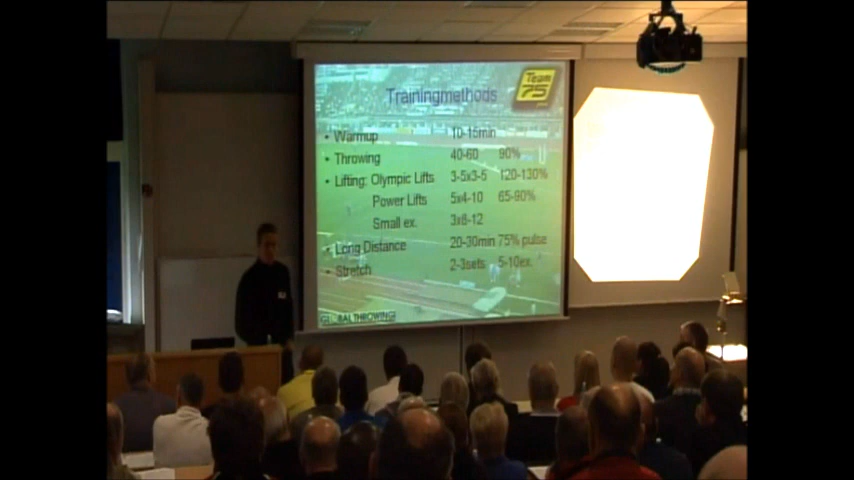 Team
75
Trainingmethods
• Warmup 10-15min
• Throwing 40-60 90%
• Lifting: Olympic Lifts 3-5x3-5 120-130%
Power Lifts 5x4-10 65-90%
Small ex. 3x8-12
• Long Distance 20-30min 75% pulse
• Stretch 2-3sets 5-10ex.
GLOBAL THROWING